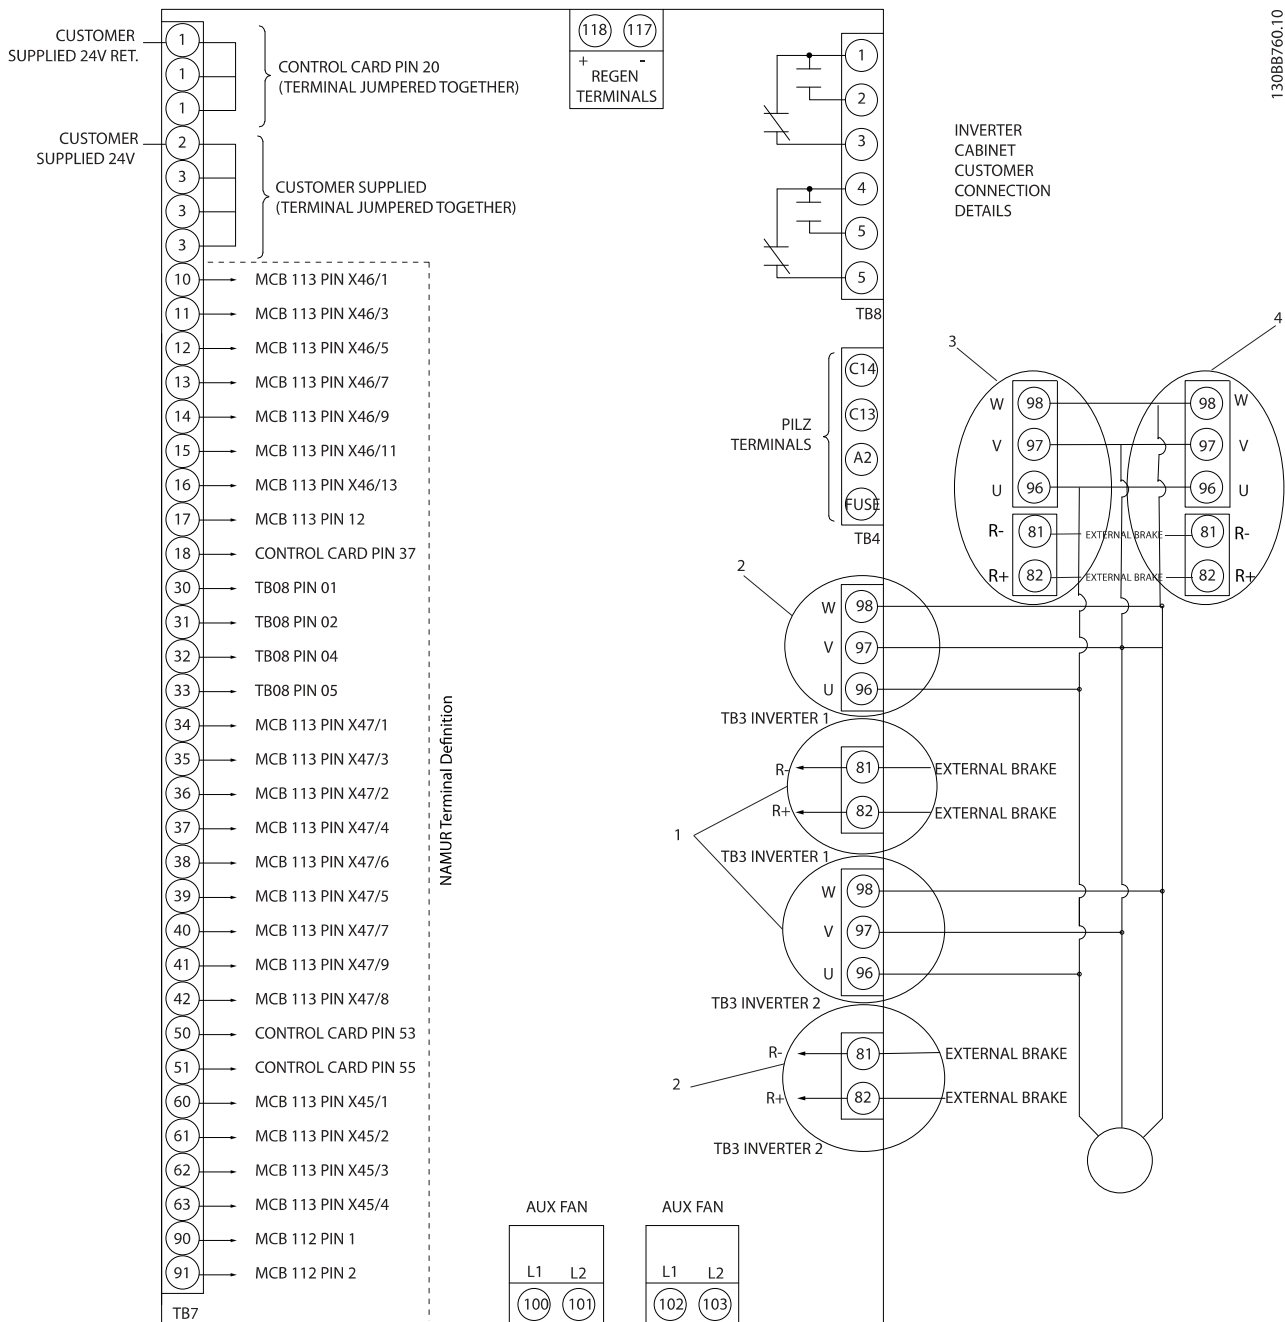 130BB760.10
CUSTOMER
SUPPLIED 24V RET.
1
1
1
CONTROL CARD PIN 20
(TERMINAL JUMPERED TOGETHER)
CUSTOMER
SUPPLIED 24V
2
3
3
3
CUSTOMER SUPPLIED
(TERMINAL JUMPERED TOGETHER)
10 MCB 113 PIN X46/1
11 MCB 113 PIN X46/3
12 MCB 113 PIN X46/5
13 MCB 113 PIN X46/7
14 MCB 113 PIN X46/9
15 MCB 113 PIN X46/11
16 MCB 113 PIN X46/13
17 MCB 113 PIN 12
18 CONTROL CARD PIN 37
30 TB08 PIN 01
31 TB08 PIN 02
32 TB08 PIN 04
33 TB08 PIN 05
34 MCB 113 PIN X47/1
35 MCB 113 PIN X47/3
36 MCB 113 PIN X47/2
37 MCB 113 PIN X47/4
38 MCB 113 PIN X47/6
39 MCB 113 PIN X47/5
40 MCB 113 PIN X47/7
41 MCB 113 PIN X47/9
42 MCB 113 PIN X47/8
50 CONTROL CARD PIN 53
51 CONTROL CARD PIN 55
60 MCB 113 PIN X45/1
61 MCB 113 PIN X45/2
62 MCB 113 PIN X45/3
63 MCB 113 PIN X45/4
90 MCB 112 PIN 1
91 MCB 112 PIN 2
TB7
NAMUR Terminal Definition
118 117
+ -
REGEN
TERMINALS
1
2
3
4
5
5
TB8
INVERTER
CABINET
CUSTOMER
CONNECTION
DETAILS
PILZ
TERMINALS
C14
C13
A2
FUSE
TB4
2
W 98
V 97
U 96
TB3 INVERTER 1
R- 81 EXTERNAL BRAKE
R+ 82 EXTERNAL BRAKE
1
TB3 INVERTER 1
W 98
V 97
U 96
TB3 INVERTER 2
R- 81 EXTERNAL BRAKE
2
R+ 82 EXTERNAL BRAKE
TB3 INVERTER 2
3
4
W 98 98 W
V 97 97 V
U 96 96 U
R- 81 EXTERNAL BRAKE 81 R-
R+ 82 EXTERNAL BRAKE 82 R+
AUX FAN
L1 L2
100 101
AUX FAN
L1 L2
102 103